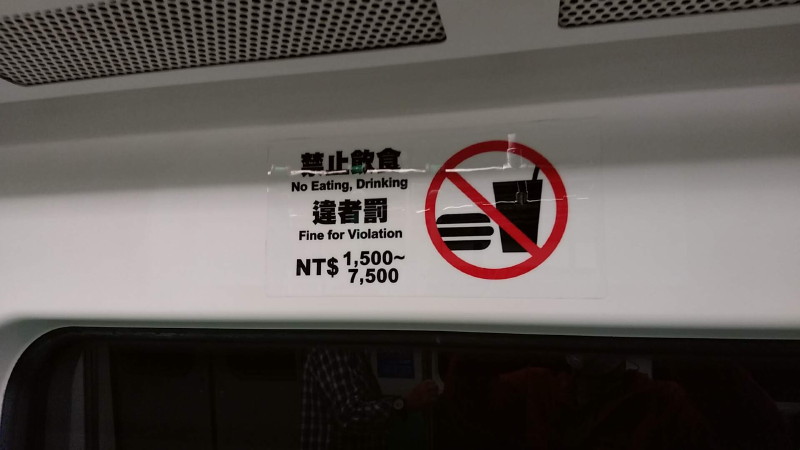 禁止飲食
No Eating, Drinking
違者罰
Fine for Violation
NT$ 1,500~
7,500